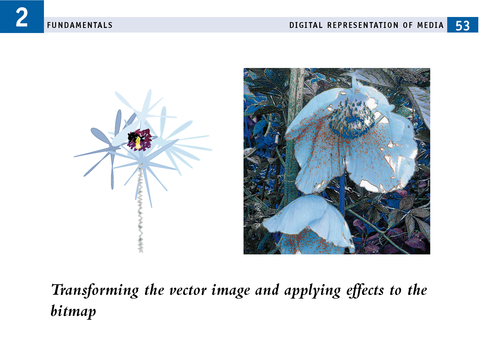 2
FUNDAMENTALS
DIGITAL REPRESENTATION OF MEDIA 53
Transforming the vector image and applying effects to the
bitmap